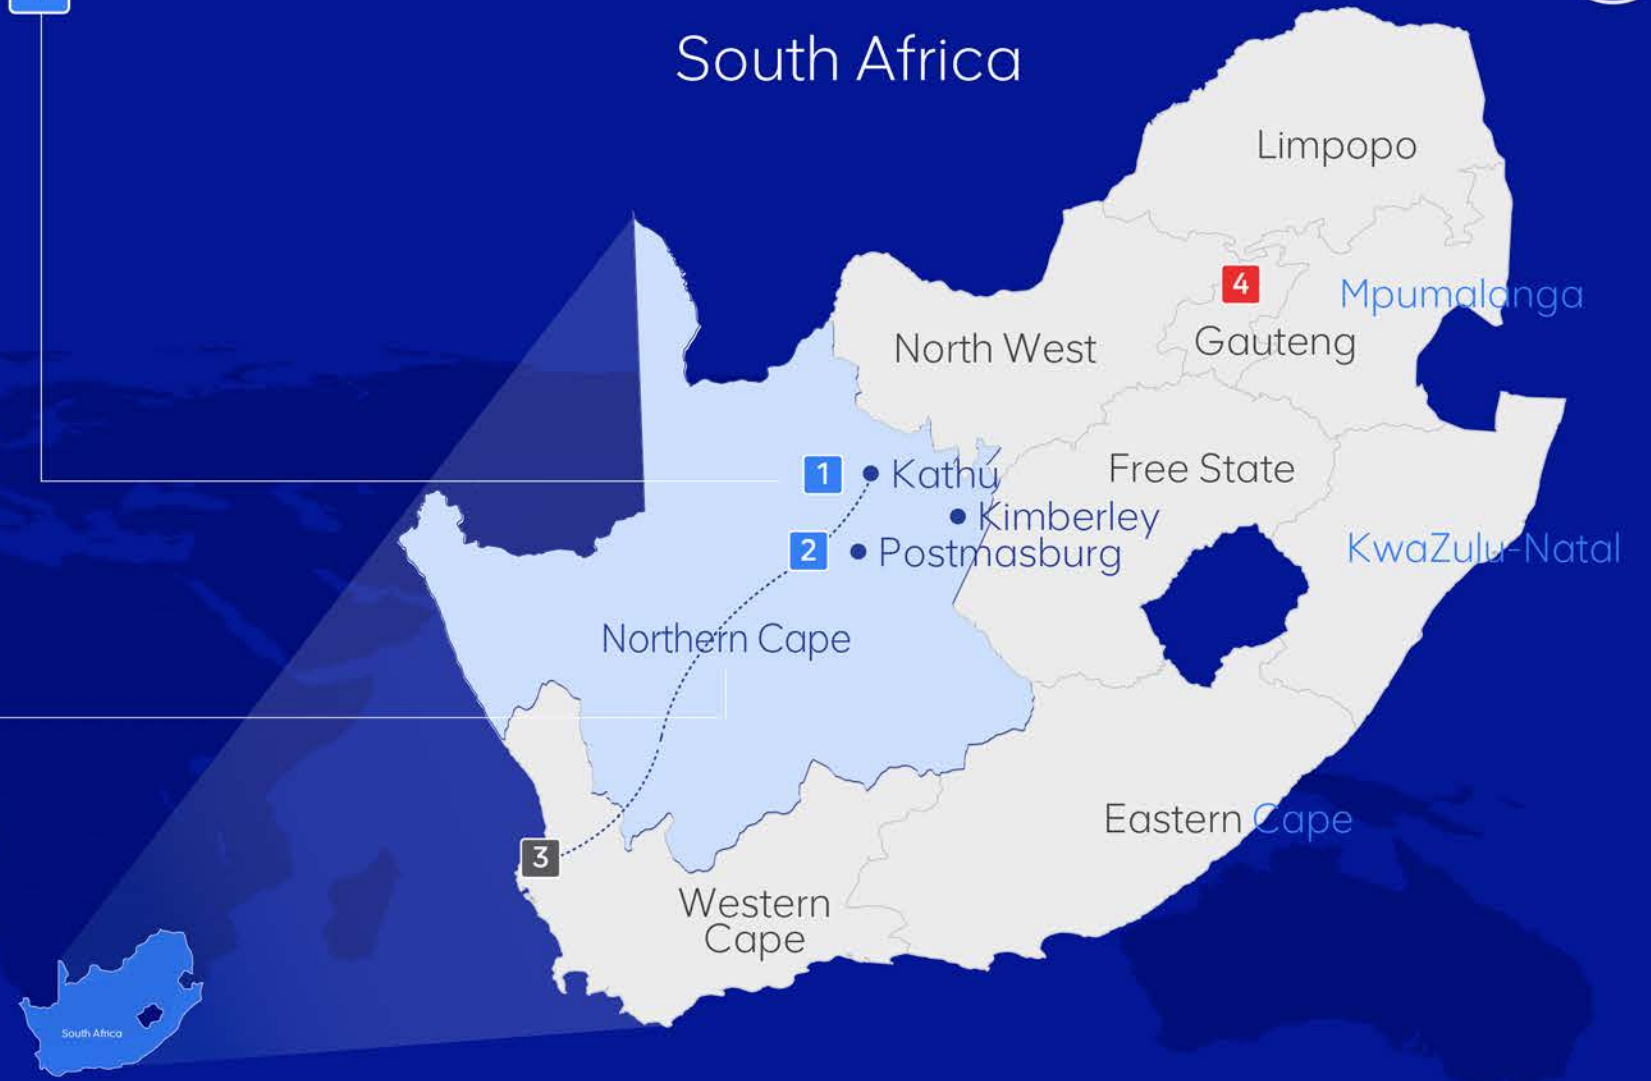 South Africa
Limpopo
4
Mpumalanga
North West
Gauteng
1
Kathu
Free State
Kimberley
2
Postmasburg
KwaZulu-Natal
Northern Cape
Eastern Cape
3
Western
Cape
South Africa